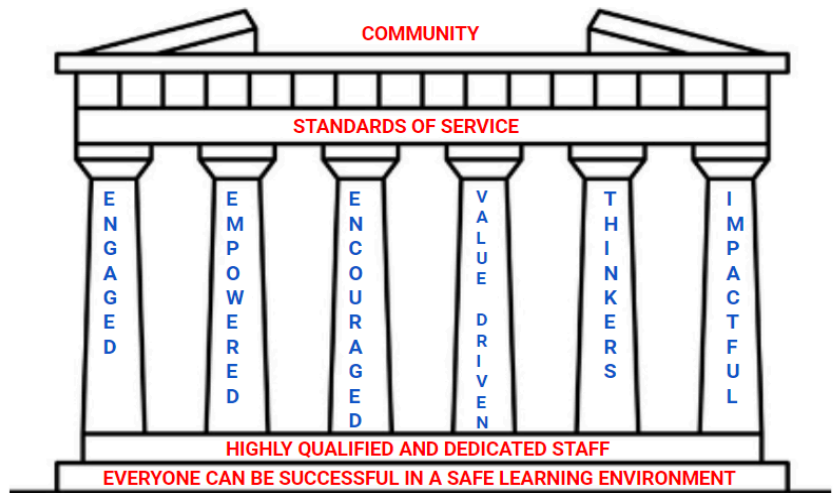 COMMUNITY
STANDARDS OF SERVICE
ENGAGED
EMPOWERED
ENCOURAGED
VALUE DRIVEN
THINKERS
IMPACTFUL
HIGHLY QUALIFIED AND DEDICATED STAFF
EVERYONE CAN BE SUCCESSFUL IN A SAFE LEARNING ENVIRONMENT